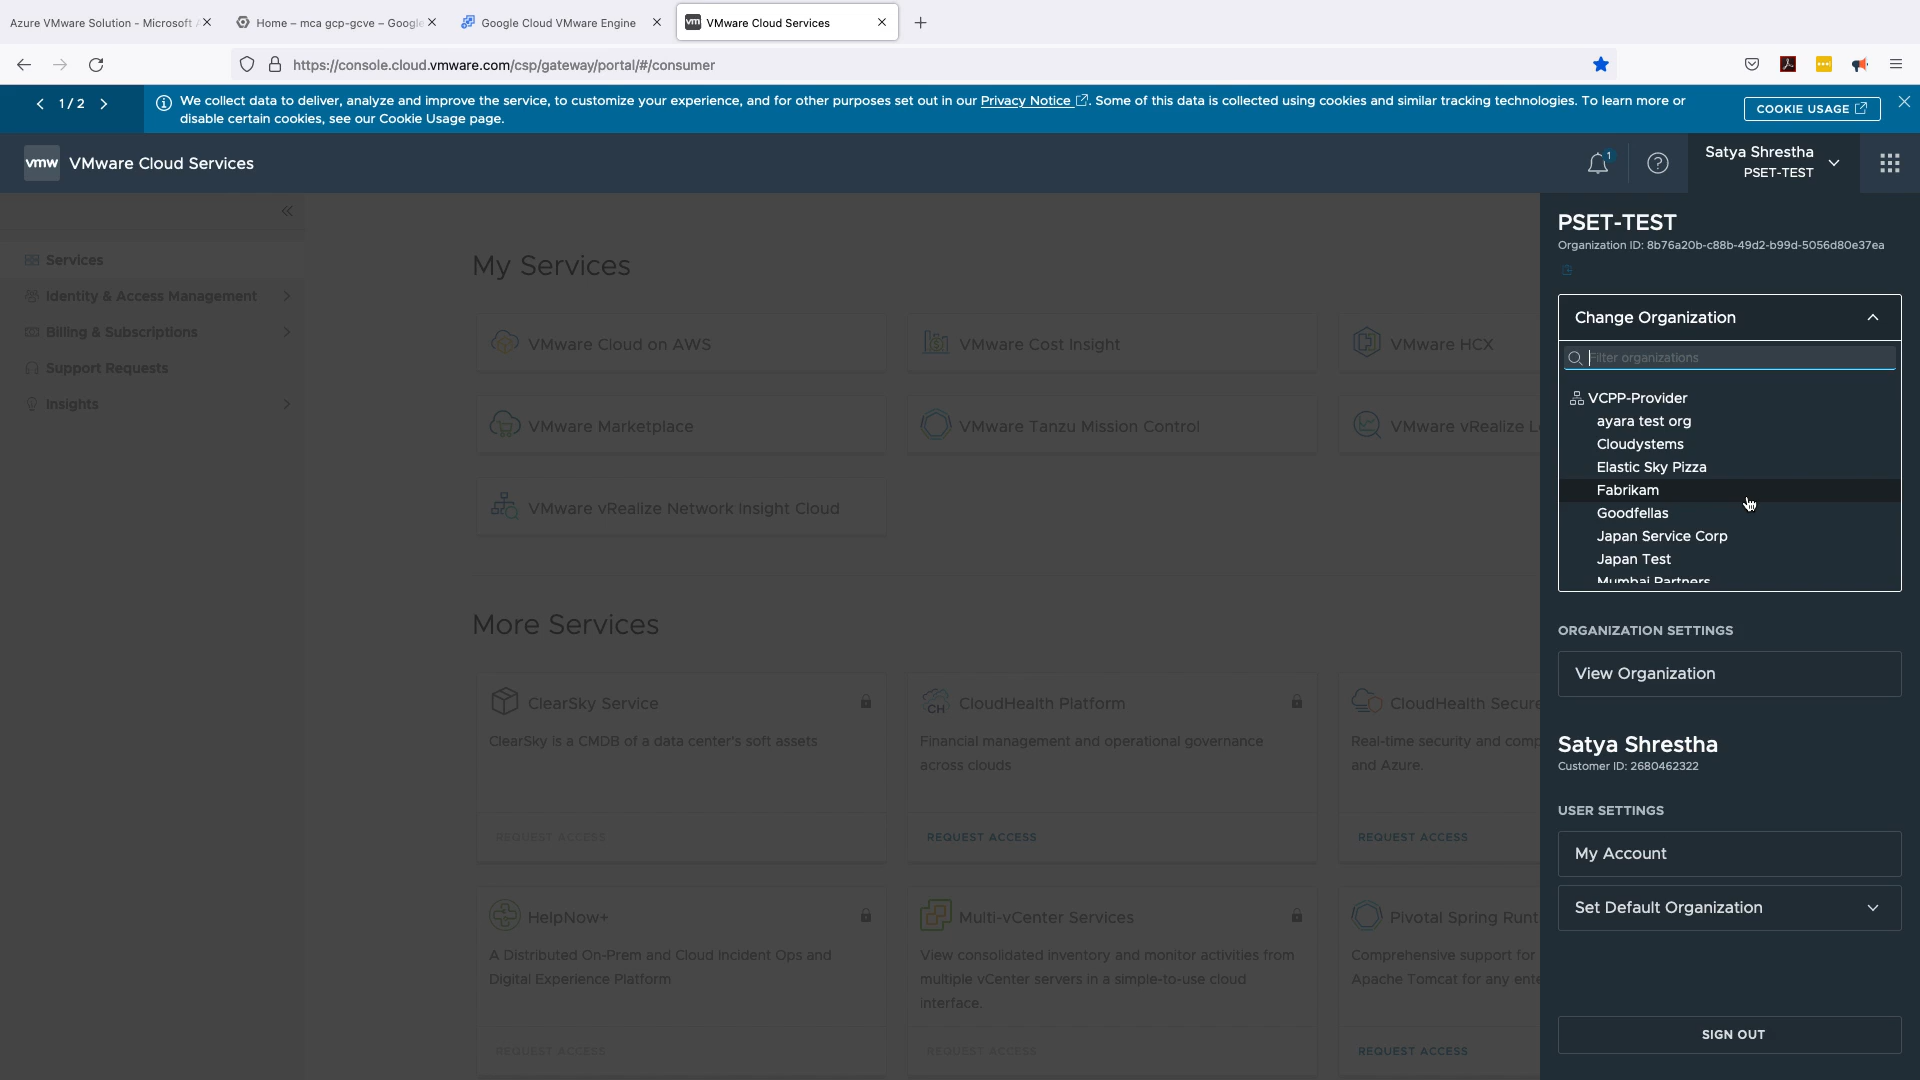 Azure VMware Solution - Microsoft
Home – mca gcp-gcve – Google
Google Cloud VMware Engine
vm VMware Cloud Services
https://console.cloud.vmware.com/csp/gateway/portal/#/consumer
1 / 2
We collect data to deliver, analyze and improve the service, to customize your experience, and for other purposes set out in our Privacy Notice. Some of this data is collected using cookies and similar tracking technologies. To learn more or
disable certain cookies, see our Cookie Usage page.
COOKIE USAGE
vmw VMware Cloud Services
1
Satya Shrestha
PSET-TEST
Services
Identity & Access Management
Billing & Subscriptions
Support Requests
Insights
My Services
VMware Cloud on AWS
VMware Cost Insight
VMware HCX
VMware Marketplace
VMware Tanzu Mission Control
VMware vRealize
VMware vRealize Network Insight Cloud
More Services
ClearSky Service
ClearSky is a CMDB of a data center's soft assets
REQUEST ACCESS
CH CloudHealth Platform
Financial management and operational governance
across clouds
REQUEST ACCESS
CloudHealth Secure
Real-time security and
and Azure.
REQUEST ACCESS
HelpNow+
A Distributed On-Prem and Cloud Incident Ops and
Digital Experience Platform
REQUEST ACCESS
Multi-vCenter Services
View consolidated inventory and monitor activities from
multiple vCenter servers in a simple-to-use cloud
interface.
REQUEST ACCESS
Pivotal Spring
Comprehensive support for
Apache Tomcat for any
REQUEST ACCESS
PSET-TEST
Organization ID: 8b76a20b-c88b-49d2-b99d-5056d80e37ea
Change Organization
Filter organizations
VCPP-Provider
ayara test org
Cloudystems
Elastic Sky Pizza
Fabrikam
Goodfellas
Japan Service Corp
Japan Test
Mumbai Partners
ORGANIZATION SETTINGS
View Organization
Satya Shrestha
Customer ID: 2680462322
USER SETTINGS
My Account
Set Default Organization
SIGN OUT